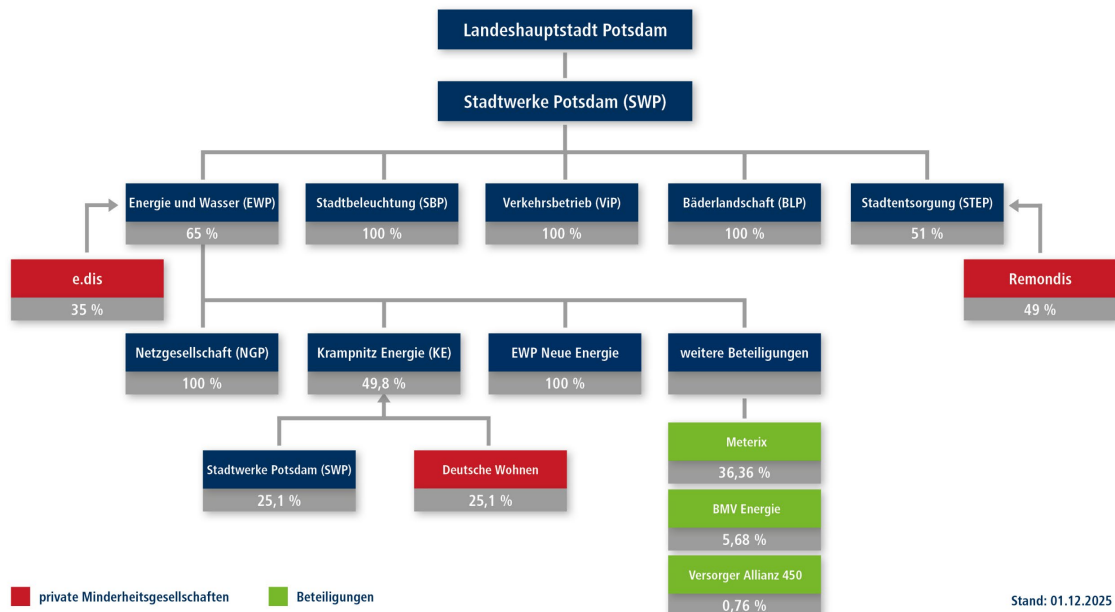 Landeshauptstadt Potsdam
Stadtwerke Potsdam (SWP)
Energie und Wasser (EWP)
65 %
Stadtbeleuchtung (SBP)
100 %
Verkehrsbetrieb (ViP)
100 %
Bäderlandschaft (BLP)
100 %
Stadtentsorgung (STEP)
51 %
e.dis
35 %
Remondis
49 %
Netzgesellschaft (NGP)
100 %
Krampnitz Energie (KE)
49,8 %
EWP Neue Energie
100 %
weitere Beteiligungen
Stadtwerke Potsdam (SWP)
25,1 %
Deutsche Wohnen
25,1 %
Meterix
36,36 %
BMV Energie
5,68 %
Versorger Allianz 450
0,76 %
private Minderheitsgesellschaften
Beteiligungen
Stand: 01.12.2025